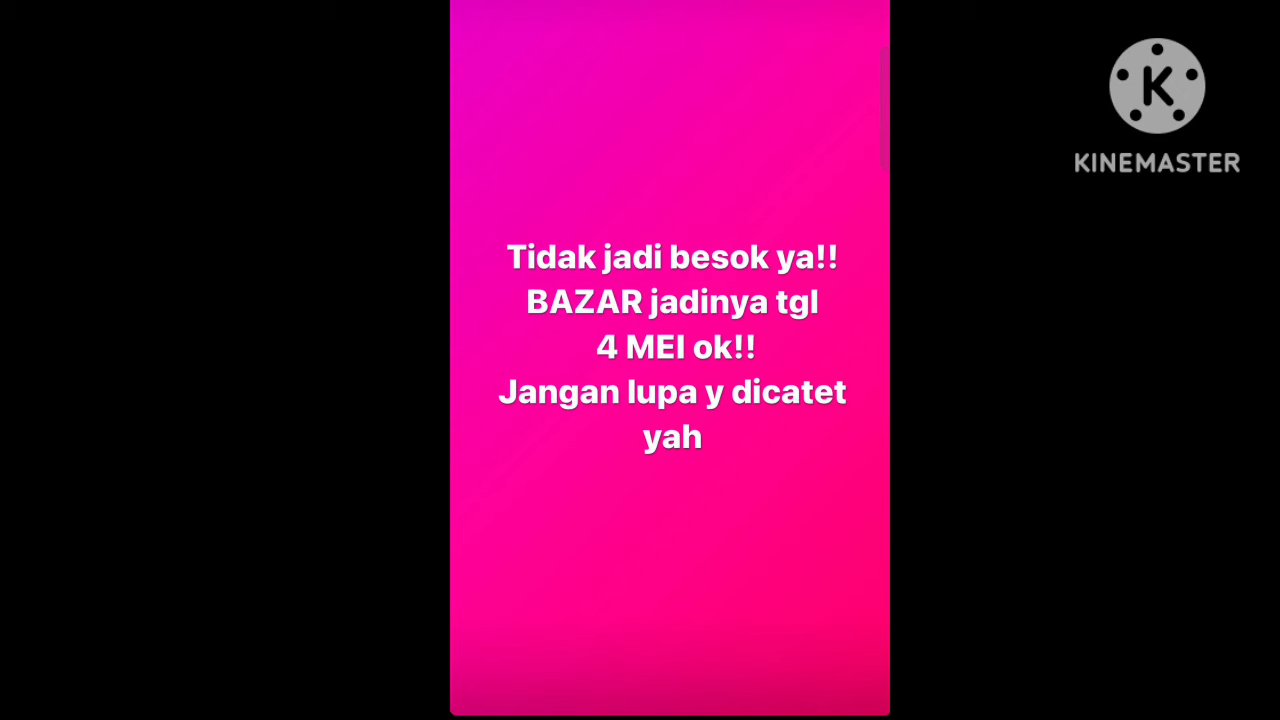 Tidak jadi besok ya!!
BAZAR jadinya tgl
4 MEI ok!!
Jangan lupa y dicatet
yah
K
KINEMASTER